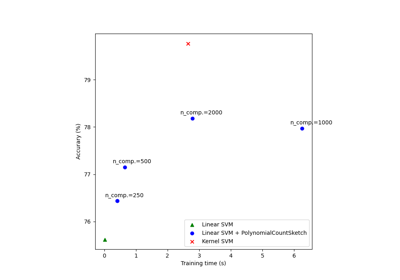 79
78
77
76
Accurary (%)
n_comp.=2000
n_comp.=1000
n_comp.=500
n_comp.=250
Linear SVM
Linear SVM + PolynomialCountSketch
Kernel SVM
0 1 2 3 4 5 6
Training time (s)